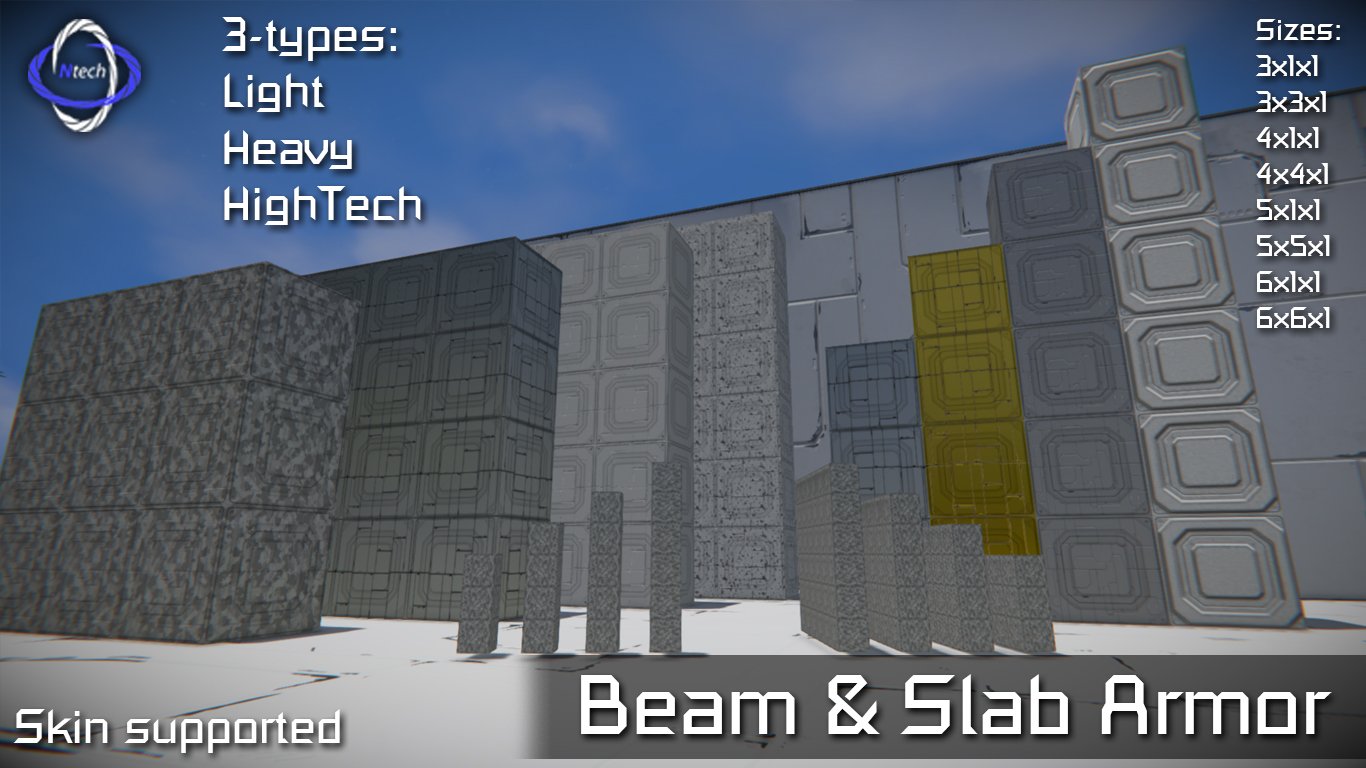 Ntech
3-types:
Light
Heavy
HighTech
Sizes:
3x1x1
3x3x1
4x1x1
4x4x1
5x1x1
5x5x1
6x1x1
6x6x1
Skin supported
Beam & Slab Armor